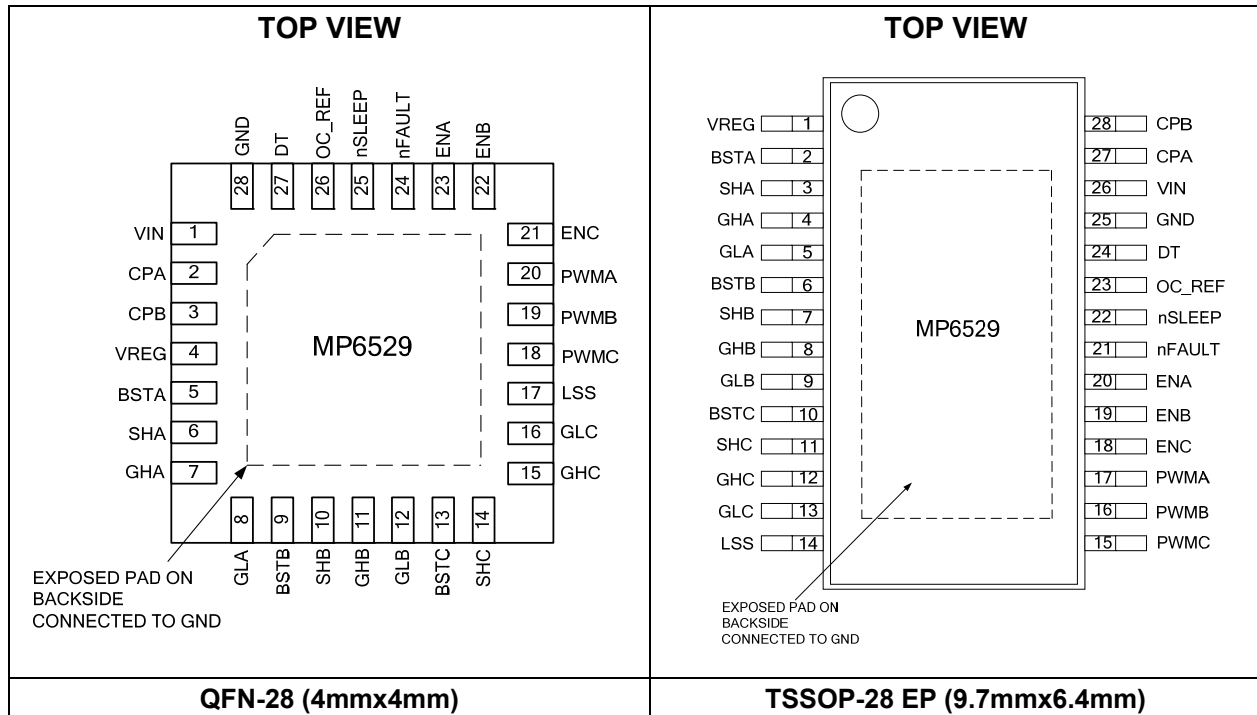 TOP VIEW
GND
DT
OC_REF
nSLEEP
nFAULT
ENA
ENB
28
27
26
25
24
23
22
VIN 1
CPA 2
CPB 3
VREG 4
BSTA 5
SHA 6
GHA 7
MP6529
21 ENC
20 PWMA
19 PWMB
18 PWMC
17 LSS
16 GLC
15 GHC
8
9
10
11
12
13
14
GLA
BSTB
SHB
GHB
GLB
BSTC
SHC
EXPOSED PAD ON
BACKSIDE
CONNECTED TO GND
QFN-28 (4mmx4mm)
TOP VIEW
VREG 1
BSTA 2
SHA 3
GHA 4
GLA 5
BSTB 6
SHB 7
GHB 8
GLB 9
BSTC 10
SHC 11
GHC 12
GLC 13
LSS 14
MP6529
28 CPB
27 CPA
26 VIN
25 GND
24 DT
23 OC_REF
22 nSLEEP
21 nFAULT
20 ENA
19 ENB
18 ENC
17 PWMA
16 PWMB
15 PWMC
EXPOSED PAD ON
BACKSIDE
CONNECTED TO GND
TSSOP-28 EP (9.7mmx6.4mm)